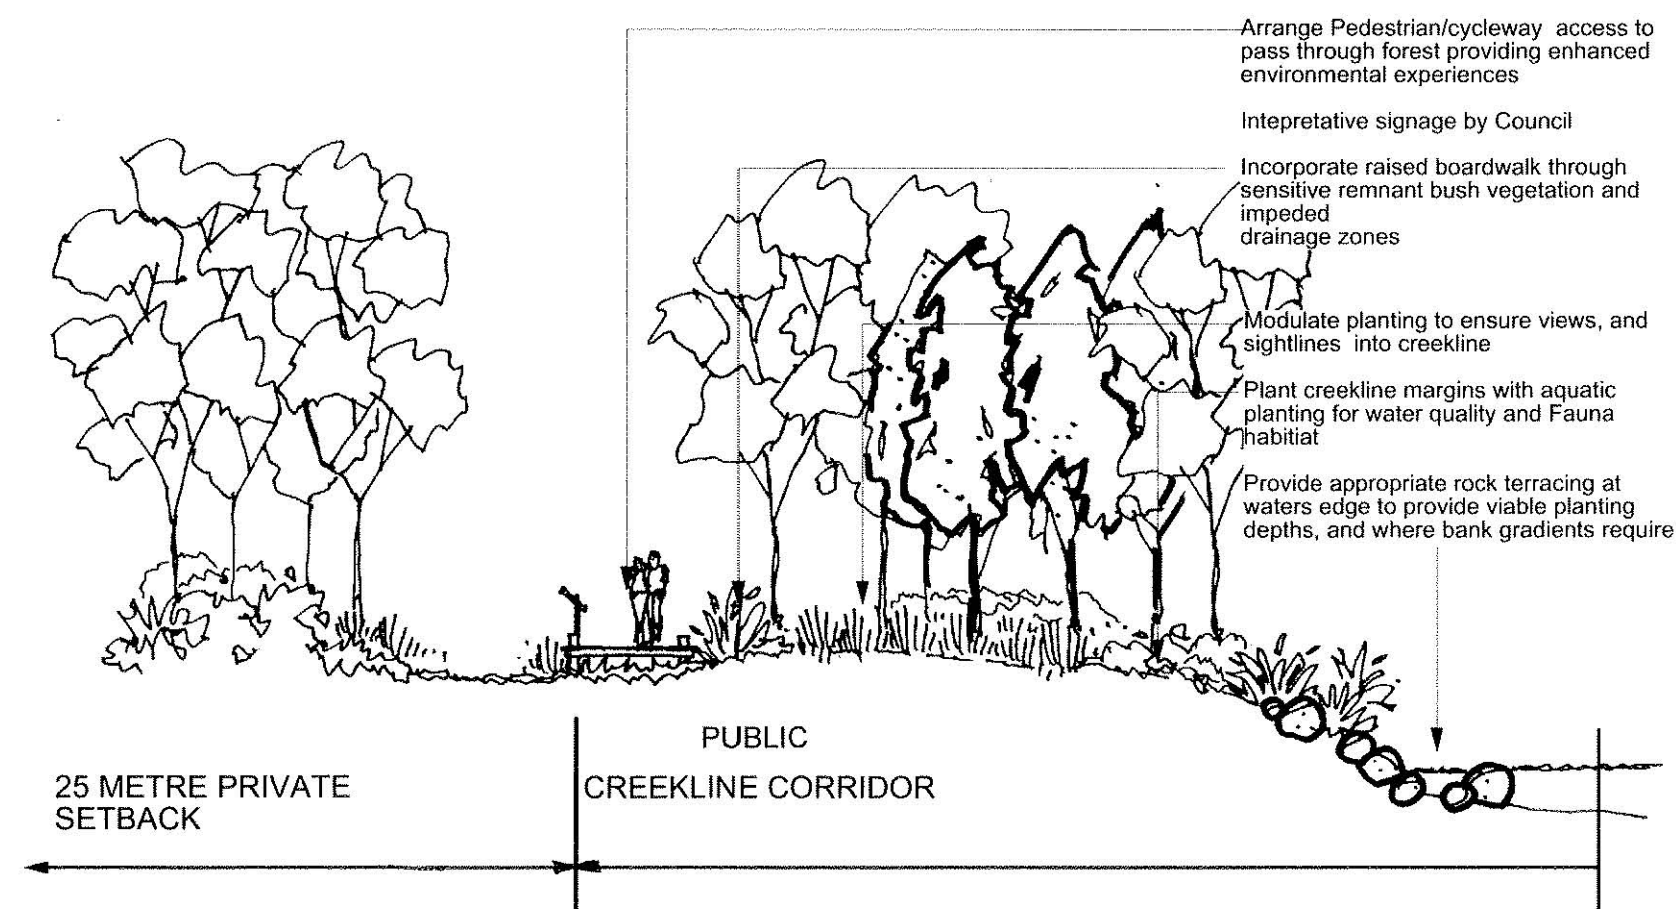 Arrange Pedestrian/cycleway access to
pass through forest providing enhanced
environmental experiences
Intepretative signage by Council
Incorporate raised boardwalk through
sensitive remnant bush vegetation and
impeded
drainage zones
Modulate planting to ensure views, and
sightlines into creekline
Plant creekline margins with aquatic
planting for water quality and Fauna
habitiat
Provide appropriate rock terracing at
waters edge to provide viable planting
depths, and where bank gradients require
PUBLIC
25 METRE PRIVATE
SETBACK
CREEKLINE CORRIDOR